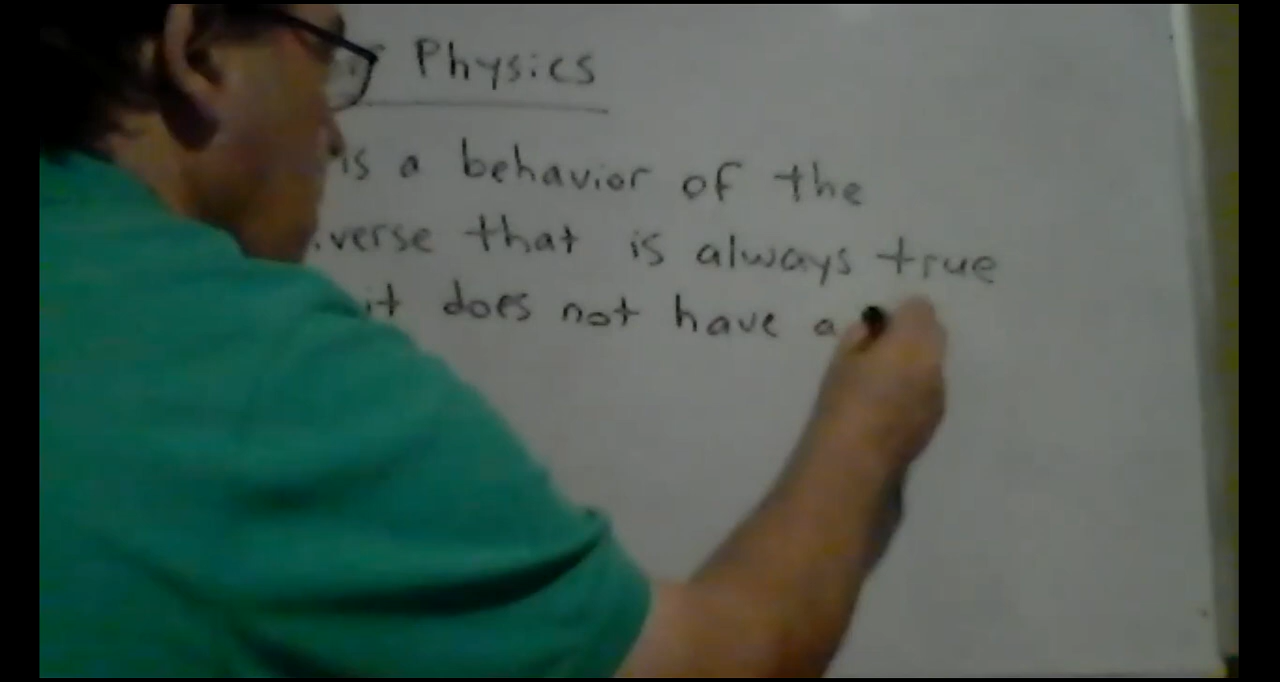 Physics
is a behavior of the
verse that is always true
it does not have a